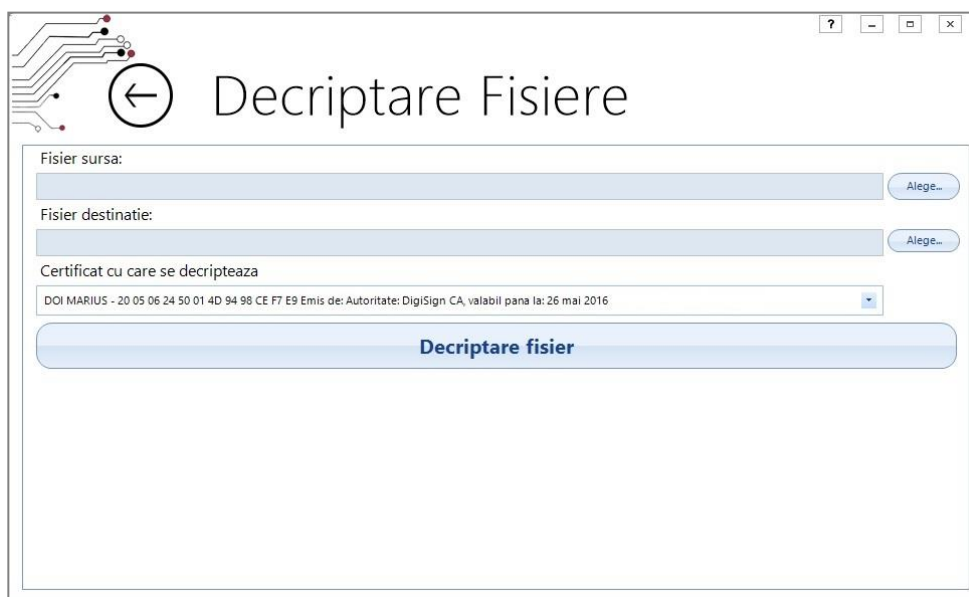 ?
Decriptare Fisiere
Fisier sursa:
Alege...
Fisier destinatie:
Alege...
Certificat cu care se decripteaza
DOI MARIUS - 20 05 06 24 50 01 4D 94 98 CE F7 E9 Emis de: Autoritate: DigiSign CA, valabil pana la: 26 mai 2016
Decriptare fisier